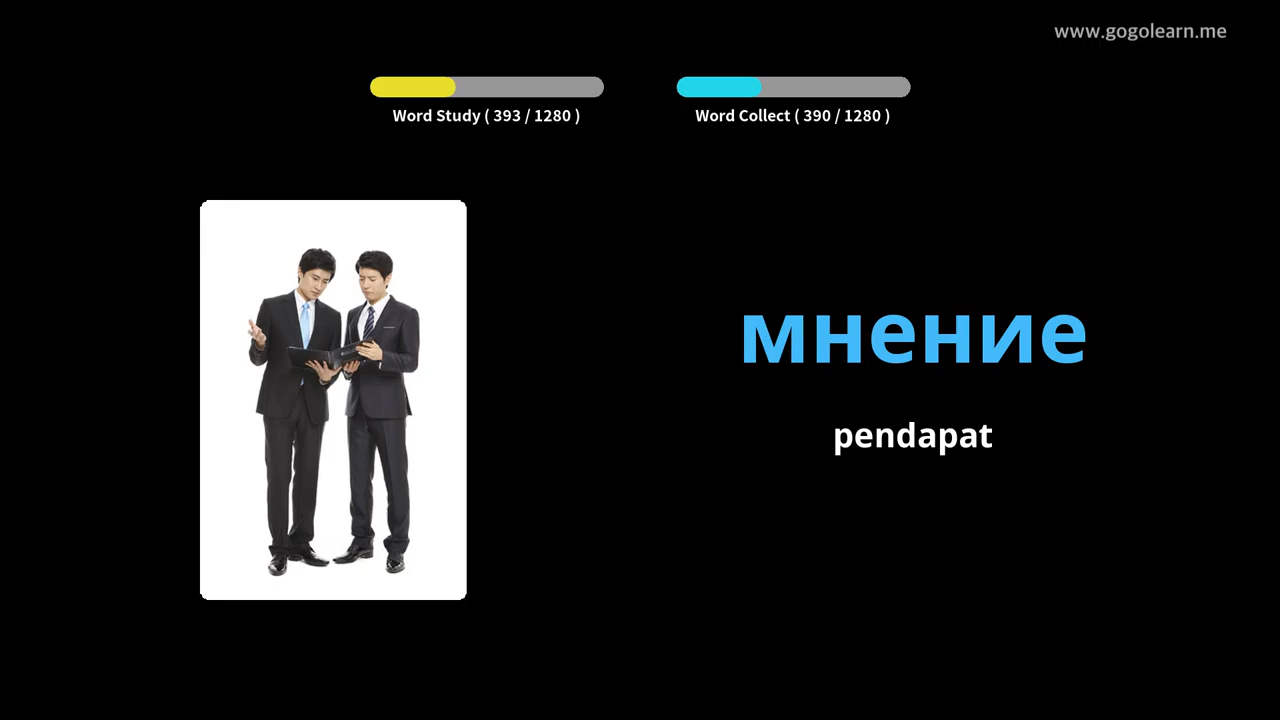 www.gogolearn.me
Word Study ( 393 / 1280 )
Word Collect ( 390 / 1280 )
мнение
pendapat